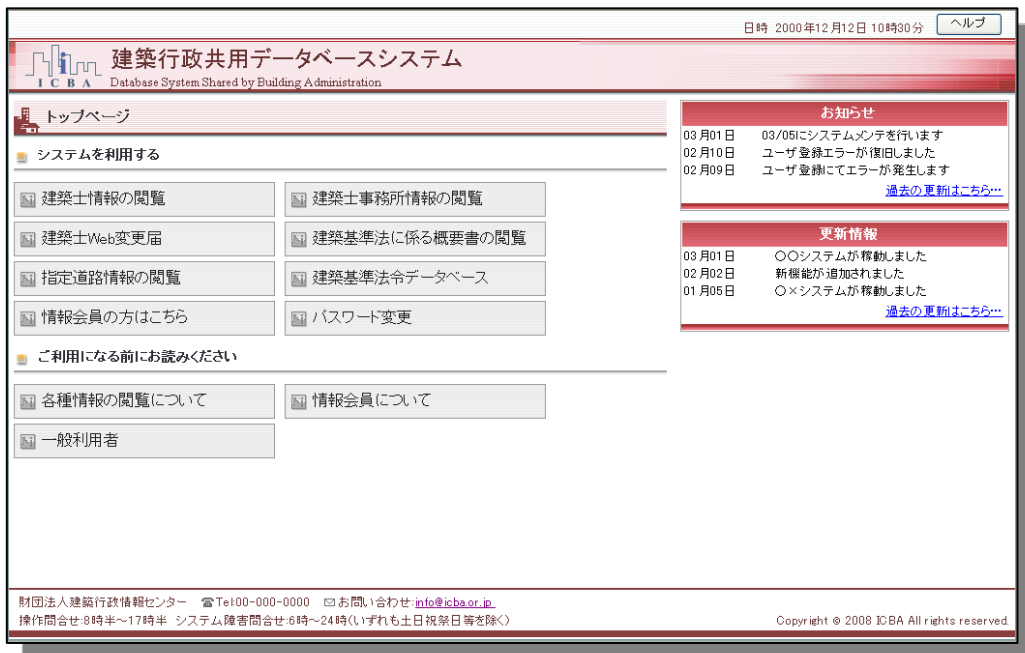 日時 2000年12月12日 10時30分 ヘルプ
ICBA
建築行政共用データベースシステム
Database System Shared by Building Administration
トップページ
システムを利用する
建築士情報の閲覧 建築士事務所情報の閲覧
建築士Web変更届 建築基準法に係る概要書の閲覧
指定道路情報の閲覧 建築基準法令データベース
情報会員の方はこちら パスワード変更
ご利用になる前にお読みください
各種情報の閲覧について 情報会員について
一般利用者
お知らせ
03月01日 03/05にシステムメンテを行います
02月10日 ユーザ登録エラーが復旧しました
02月09日 ユーザ登録にてエラーが発生します
過去の更新はこちら…
更新情報
03月01日 〇〇システムが稼動しました
02月02日 新機能が追加されました
01月05日 〇×システムが稼動しました
過去の更新はこちら…
財団法人建築行政情報センター ☎Tel:00-000-0000 ✉お問い合わせ:info@icba.or.jp
操作問合せ:8時半～17時半 システム障害問合せ:6時～24時(いずれも土日祝祭日等を除く)
Copyright © 2008 ICBA All rights reserved.